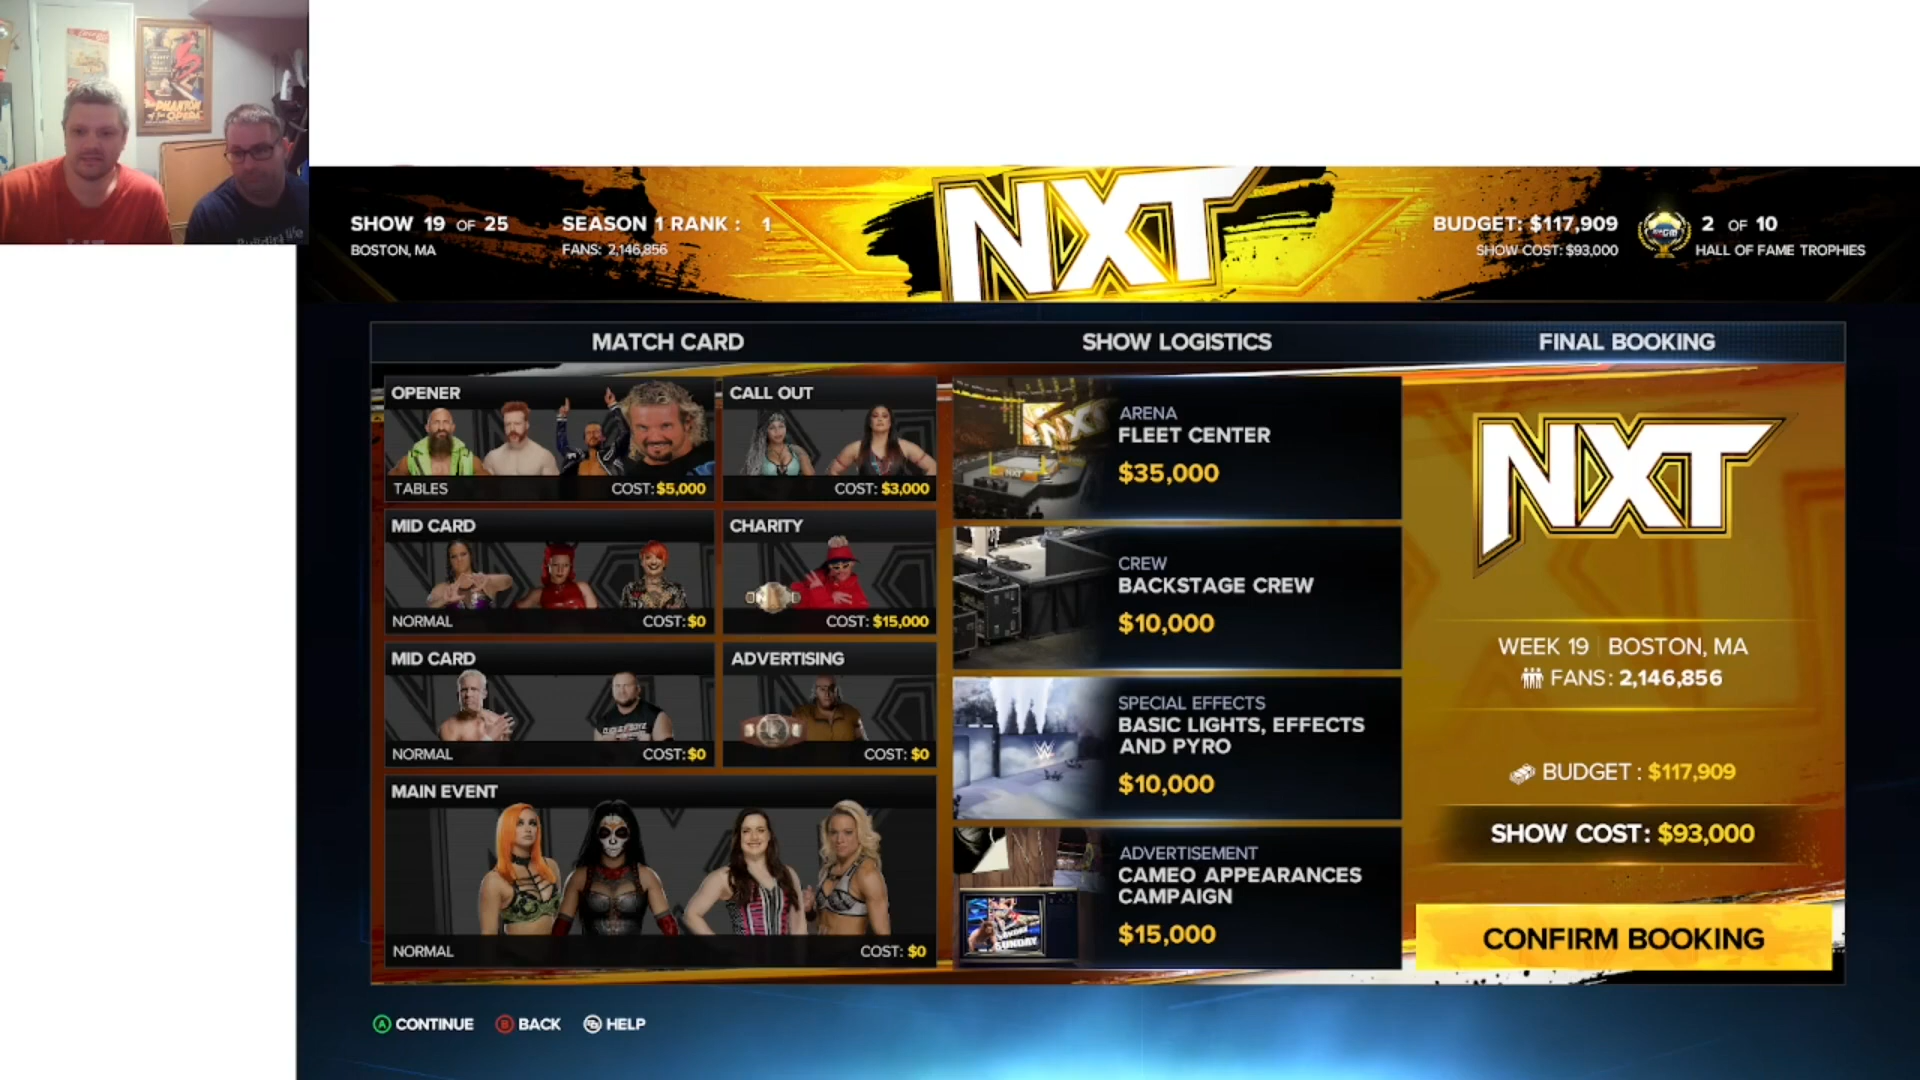 PHANTOM
of the
OPERA
NXT
SHOW 19 OF 25
BOSTON, MA
SEASON 1 RANK : 1
FANS: 2,146,856
BUDGET: $117,909
SHOW COST: $93,000
2 OF 10
HALL OF FAME TROPHIES
MATCH CARD
SHOW LOGISTICS
FINAL BOOKING
OPENER
TABLES
COST: $5,000
CALL OUT
COST: $3,000
MID CARD
NORMAL
COST: $0
CHARITY
COST: $15,000
MID CARD
NORMAL
COST: $0
ADVERTISING
COST: $0
MAIN EVENT
NORMAL
COST: $0
ARENA
FLEET CENTER
$35,000
CREW
BACKSTAGE CREW
$10,000
SPECIAL EFFECTS
BASIC LIGHTS, EFFECTS
AND PYRO
$10,000
ADVERTISEMENT
CAMEO APPEARANCES
CAMPAIGN
$15,000
SUNDAY
NXT
WEEK 19 | BOSTON, MA
FANS: 2,146,856
BUDGET : $117,909
SHOW COST: $93,000
CONFIRM BOOKING
A CONTINUE
B BACK
HELP